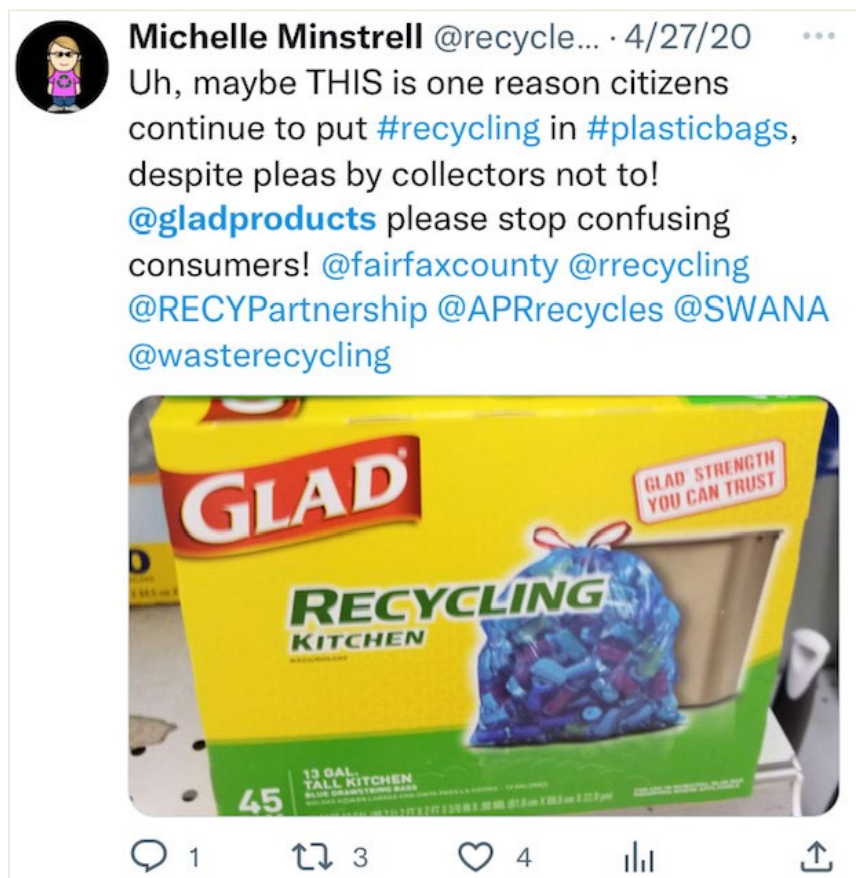 Michelle Minstrell @recycle... · 4/27/20
Uh, maybe THIS is one reason citizens
continue to put #recycling in #plasticbags,
despite pleas by collectors not to!
@gladproducts please stop confusing
consumers! @fairfaxcounty @rrecycling
@RECYPartnership @APRrecycles @SWANA
@wasterecycling
GLAD®
GLAD® STRENGTH
YOU CAN TRUST
RECYCLING
KITCHEN
45
13 GAL.
TALL KITCHEN
BLUE DRAWSTRING BAGS
1
3
4